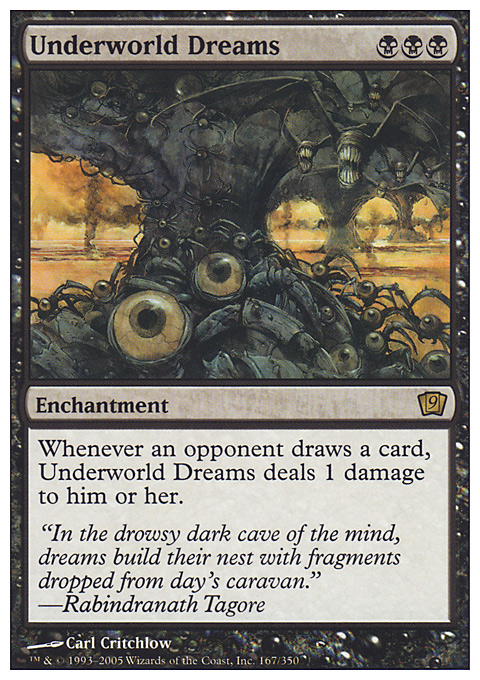 Underworld Dreams
Enchantment
9
Whenever an opponent draws a card,
Underworld Dreams deals 1 damage
to him or her.
“In the drowsy dark cave of the mind,
dreams build their nest with fragments
dropped from day’s caravan.”
—Rabindranath Tagore
Carl Critchlow
™ & © 1993–2005 Wizards of the Coast, Inc. 167/350